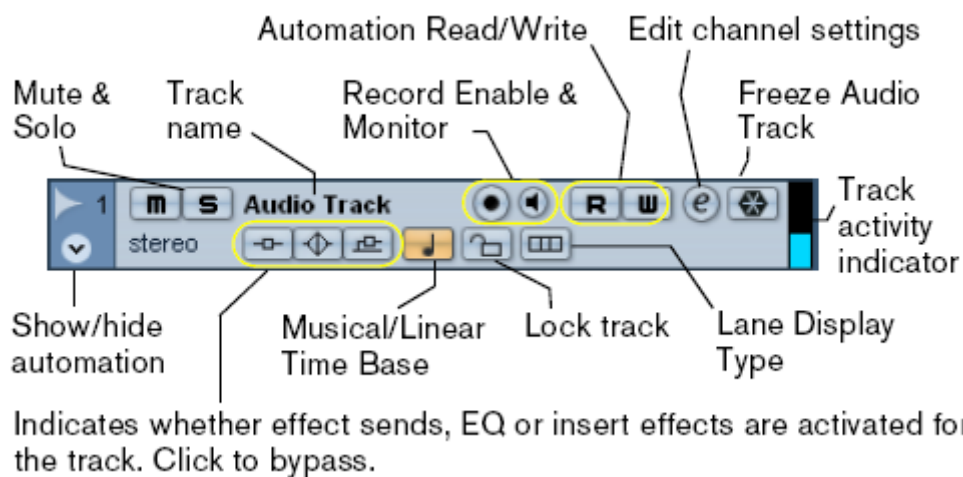 Automation Read/Write
Edit channel settings
Mute &
Solo
Track
name
Record Enable &
Monitor
Freeze Audio
Track
1
m
S
Audio Track
R
W
e
Track
activity
indicator
stereo
Show/hide
automation
Musical/Linear
Time Base
Lock track
Lane Display
Type
Indicates whether effect sends, EQ or insert effects are activated for
the track. Click to bypass.